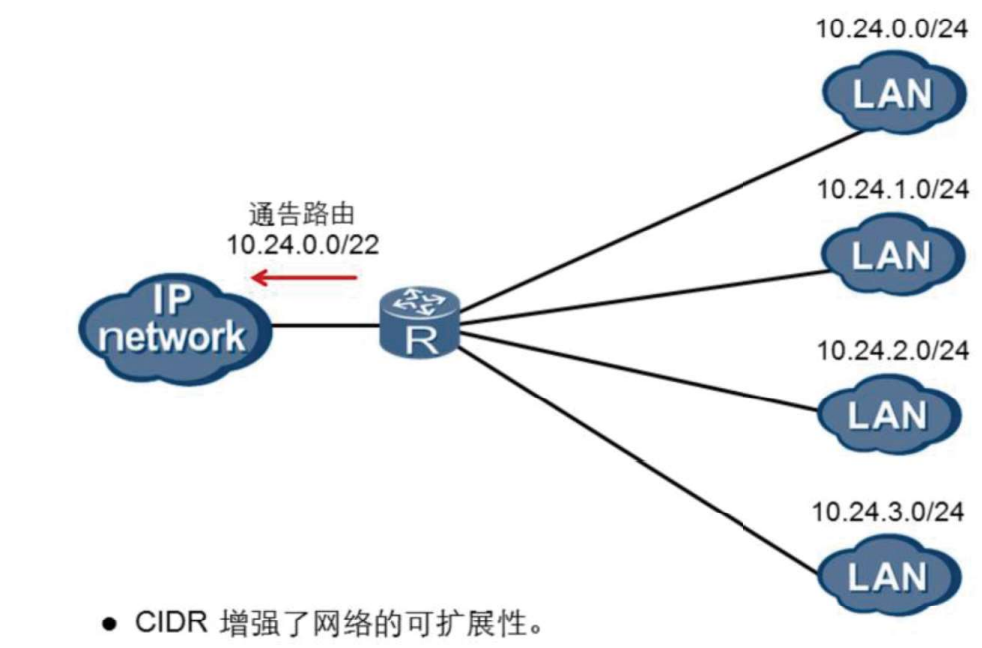 10.24.0.0/24
LAN
10.24.1.0/24
LAN
通告路由
10.24.0.0/22
IP
network
R
10.24.2.0/24
LAN
10.24.3.0/24
LAN
● CIDR 增强了网络的可扩展性。